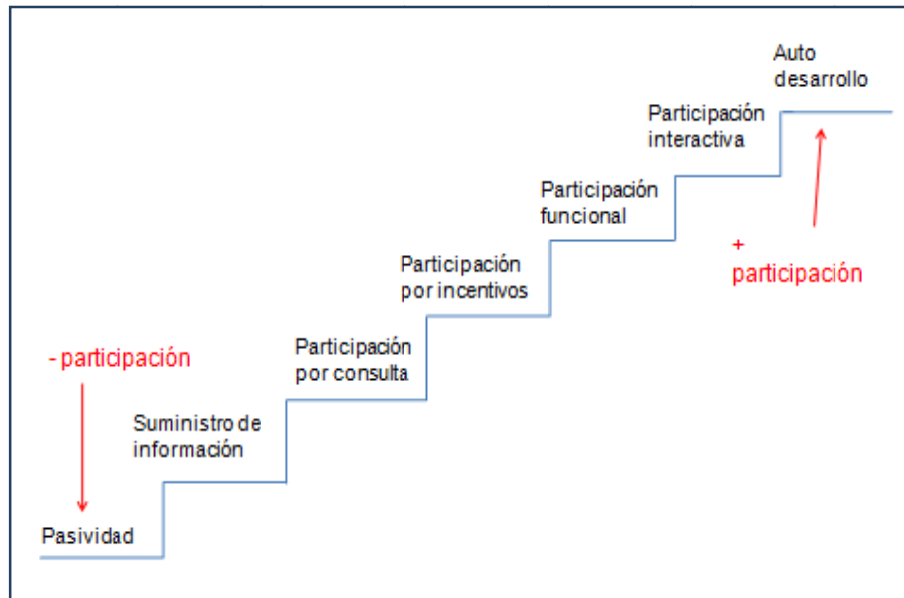 Auto
desarrollo
Participación
interactiva
Participación
funcional
+
participación
Participación
por incentivos
- participación
Participación
por consulta
Suministro de
información
Pasividad